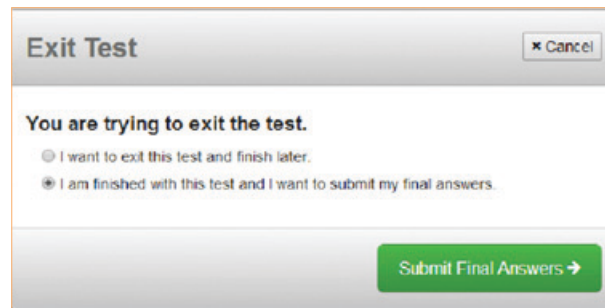 Exit Test
× Cancel
You are trying to exit the test.
I want to exit this test and finish later.
I am finished with this test and I want to submit my final answers.
Submit Final Answers →